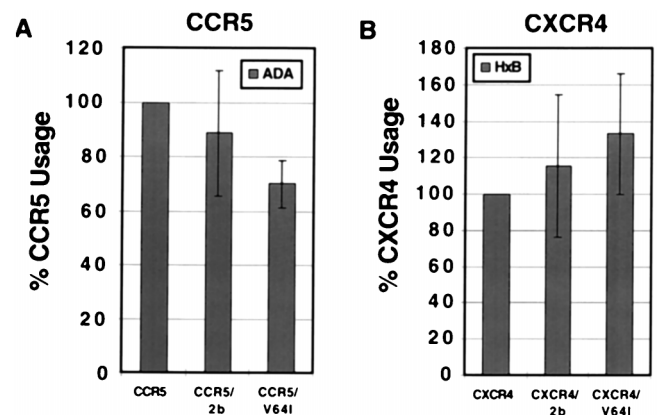 A
CCR5
% CCR5 Usage
120
100
80
60
40
20
0
ADA
CCR5
CCR5/
2b
CCR5/
V64I
B
CXCR4
% CXCR4 Usage
180
160
140
120
100
80
60
40
20
0
HxB
CXCR4
CXCR4/
2b
CXCR4/
V64I